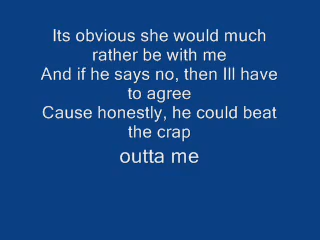 Its obvious she would much
rather be with me
And if he says no, then Ill have
to agree
Cause honestly, he could beat
the crap
outta me